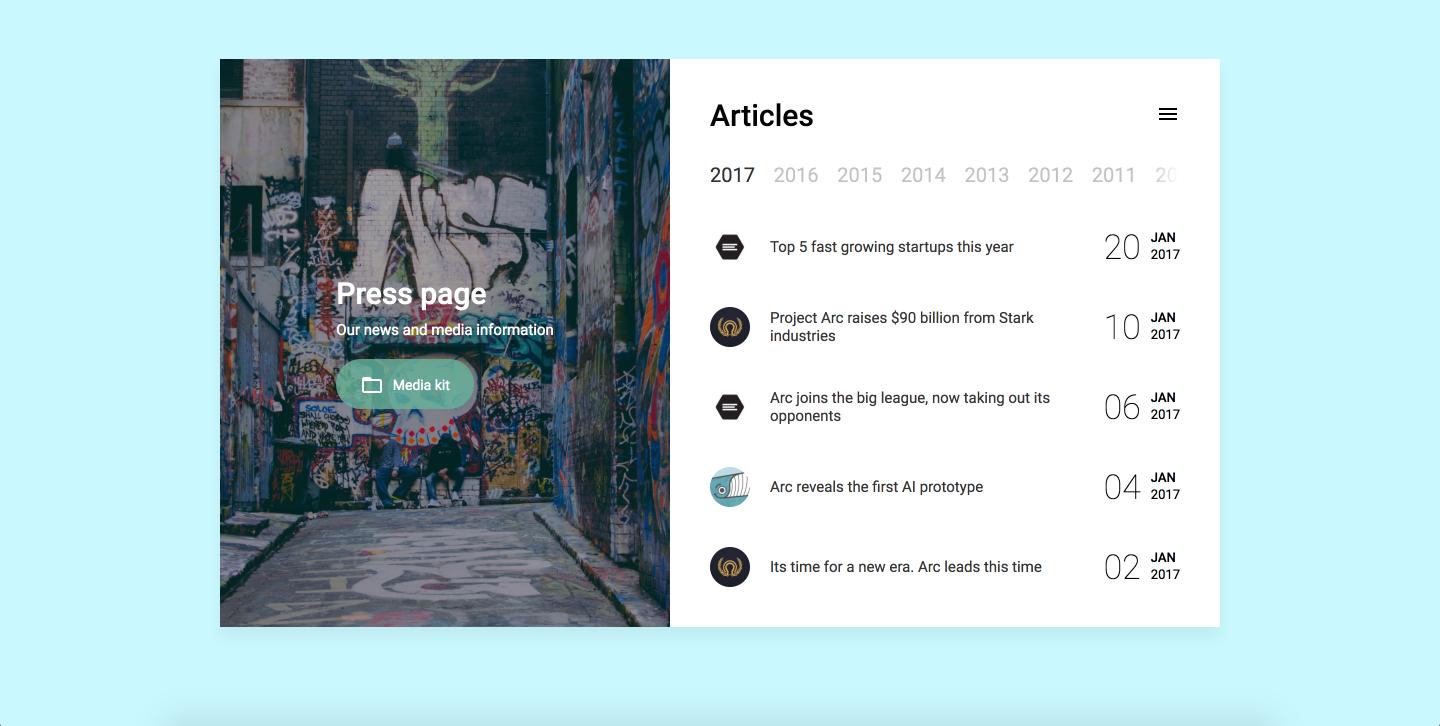 Press page
Our news and media information
Media kit
Articles
2017 2016 2015 2014 2013 2012 2011
Top 5 fast growing startups this year
20 JAN
2017
Project Arc raises $90 billion from Stark
industries
10 JAN
2017
Arc joins the big league, now taking out its
opponents
06 JAN
2017
Arc reveals the first AI prototype
04 JAN
2017
Its time for a new era. Arc leads this time
02 JAN
2017